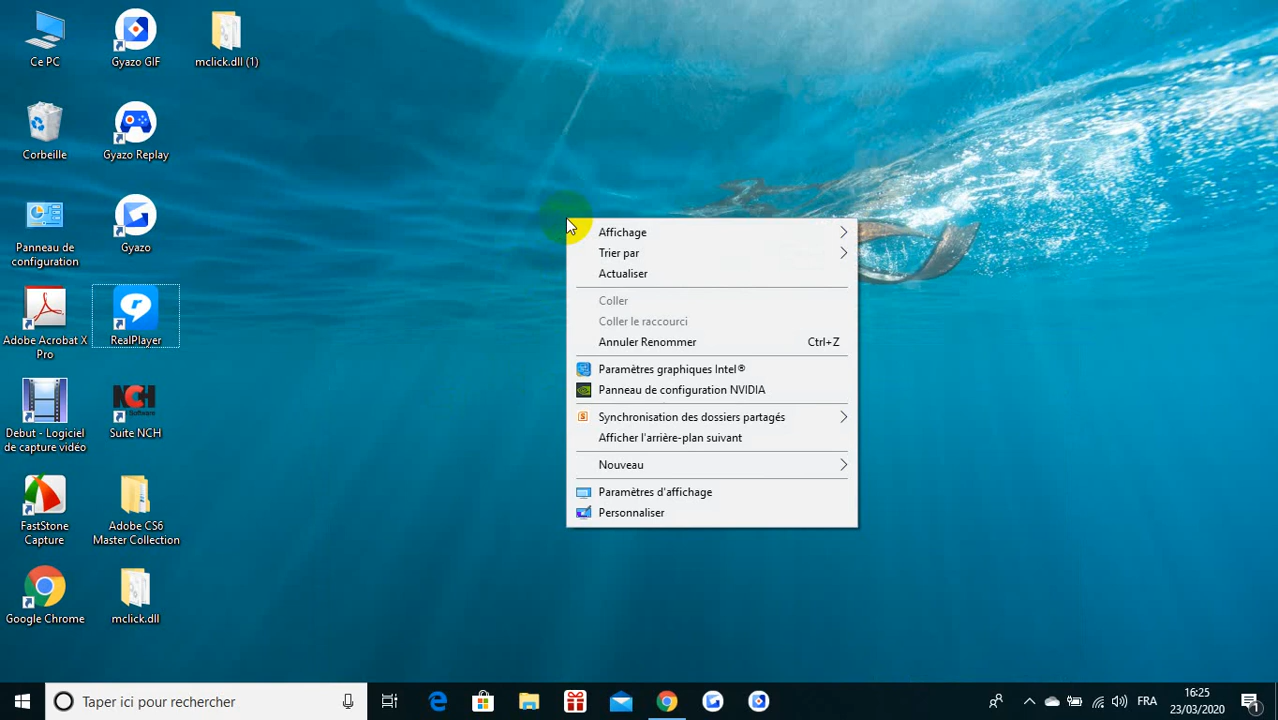 Ce PC
Gyazo GIF
mclick.dll (1)
Corbeille
Gyazo Replay
Panneau de
configuration
Gyazo
Adobe Acrobat X
Pro
RealPlayer
Debut - Logiciel
de capture vidéo
NCH
Software
Suite NCH
FastStone
Capture
Adobe CS6
Master Collection
Google Chrome
mclick.dll
Affichage
Trier par
Actualiser
Coller
Coller le raccourci
Annuler Renommer Ctrl+Z
Paramètres graphiques Intel®
Panneau de configuration NVIDIA
Synchronisation des dossiers partagés
Afficher l'arrière-plan suivant
Nouveau
Paramètres d'affichage
Personnaliser
Taper ici pour rechercher
FRA
16:25
23/03/2020
1